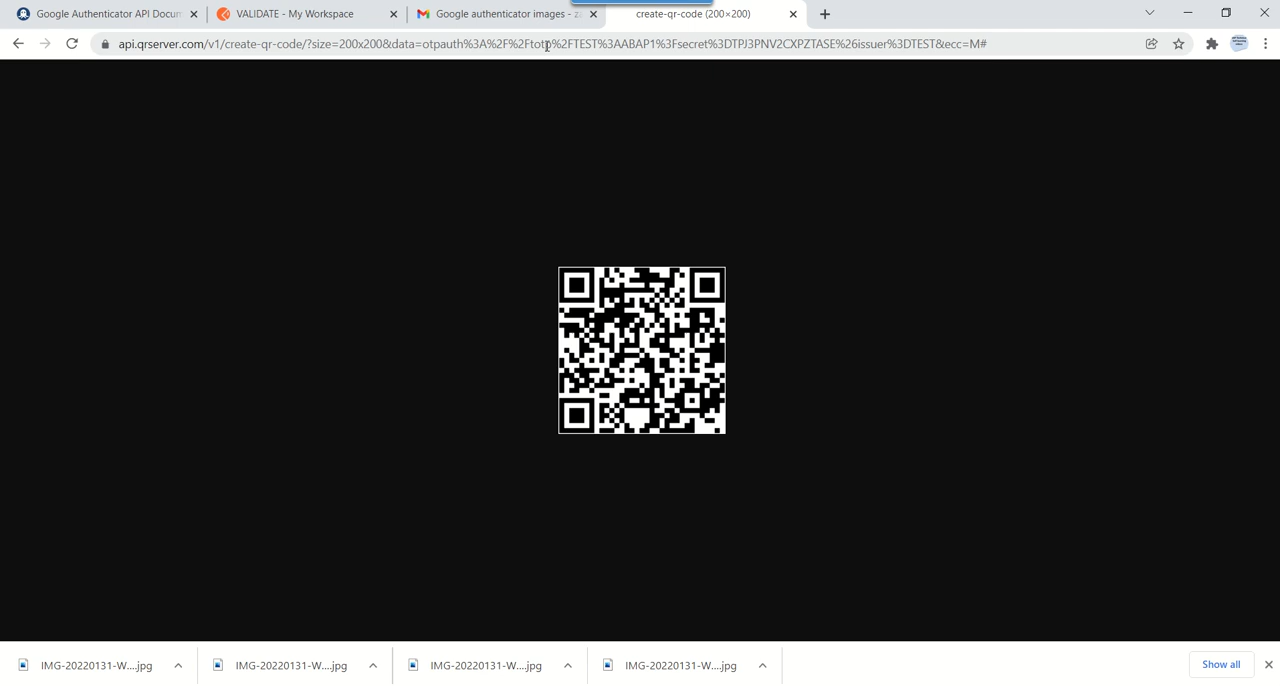 Google Authenticator API Docum
VALIDATE - My Workspace
Google authenticator images - za
create-qr-code (200×200)
api.qrserver.com/v1/create-qr-code/?size=200x200&data=otpauth%3A%2F%2Ftotp%2FTEST%3AABAP1%3Fsecret%3DTPJ3PNV2CXPZTASE%26issuer%3DTEST&ecc=M#
IMG-20220131-W....jpg
IMG-20220131-W....jpg
IMG-20220131-W....jpg
IMG-20220131-W....jpg
Show all